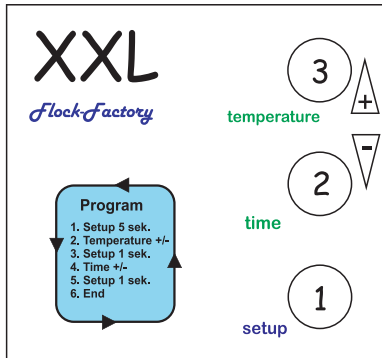 XXL
Flock-Factory
3
temperature
+
-
2
time
Program
1. Setup 5 sek.
2. Temperature +/-
3. Setup 1 sek.
4. Time +/-
5. Setup 1 sek.
6. End
1
setup